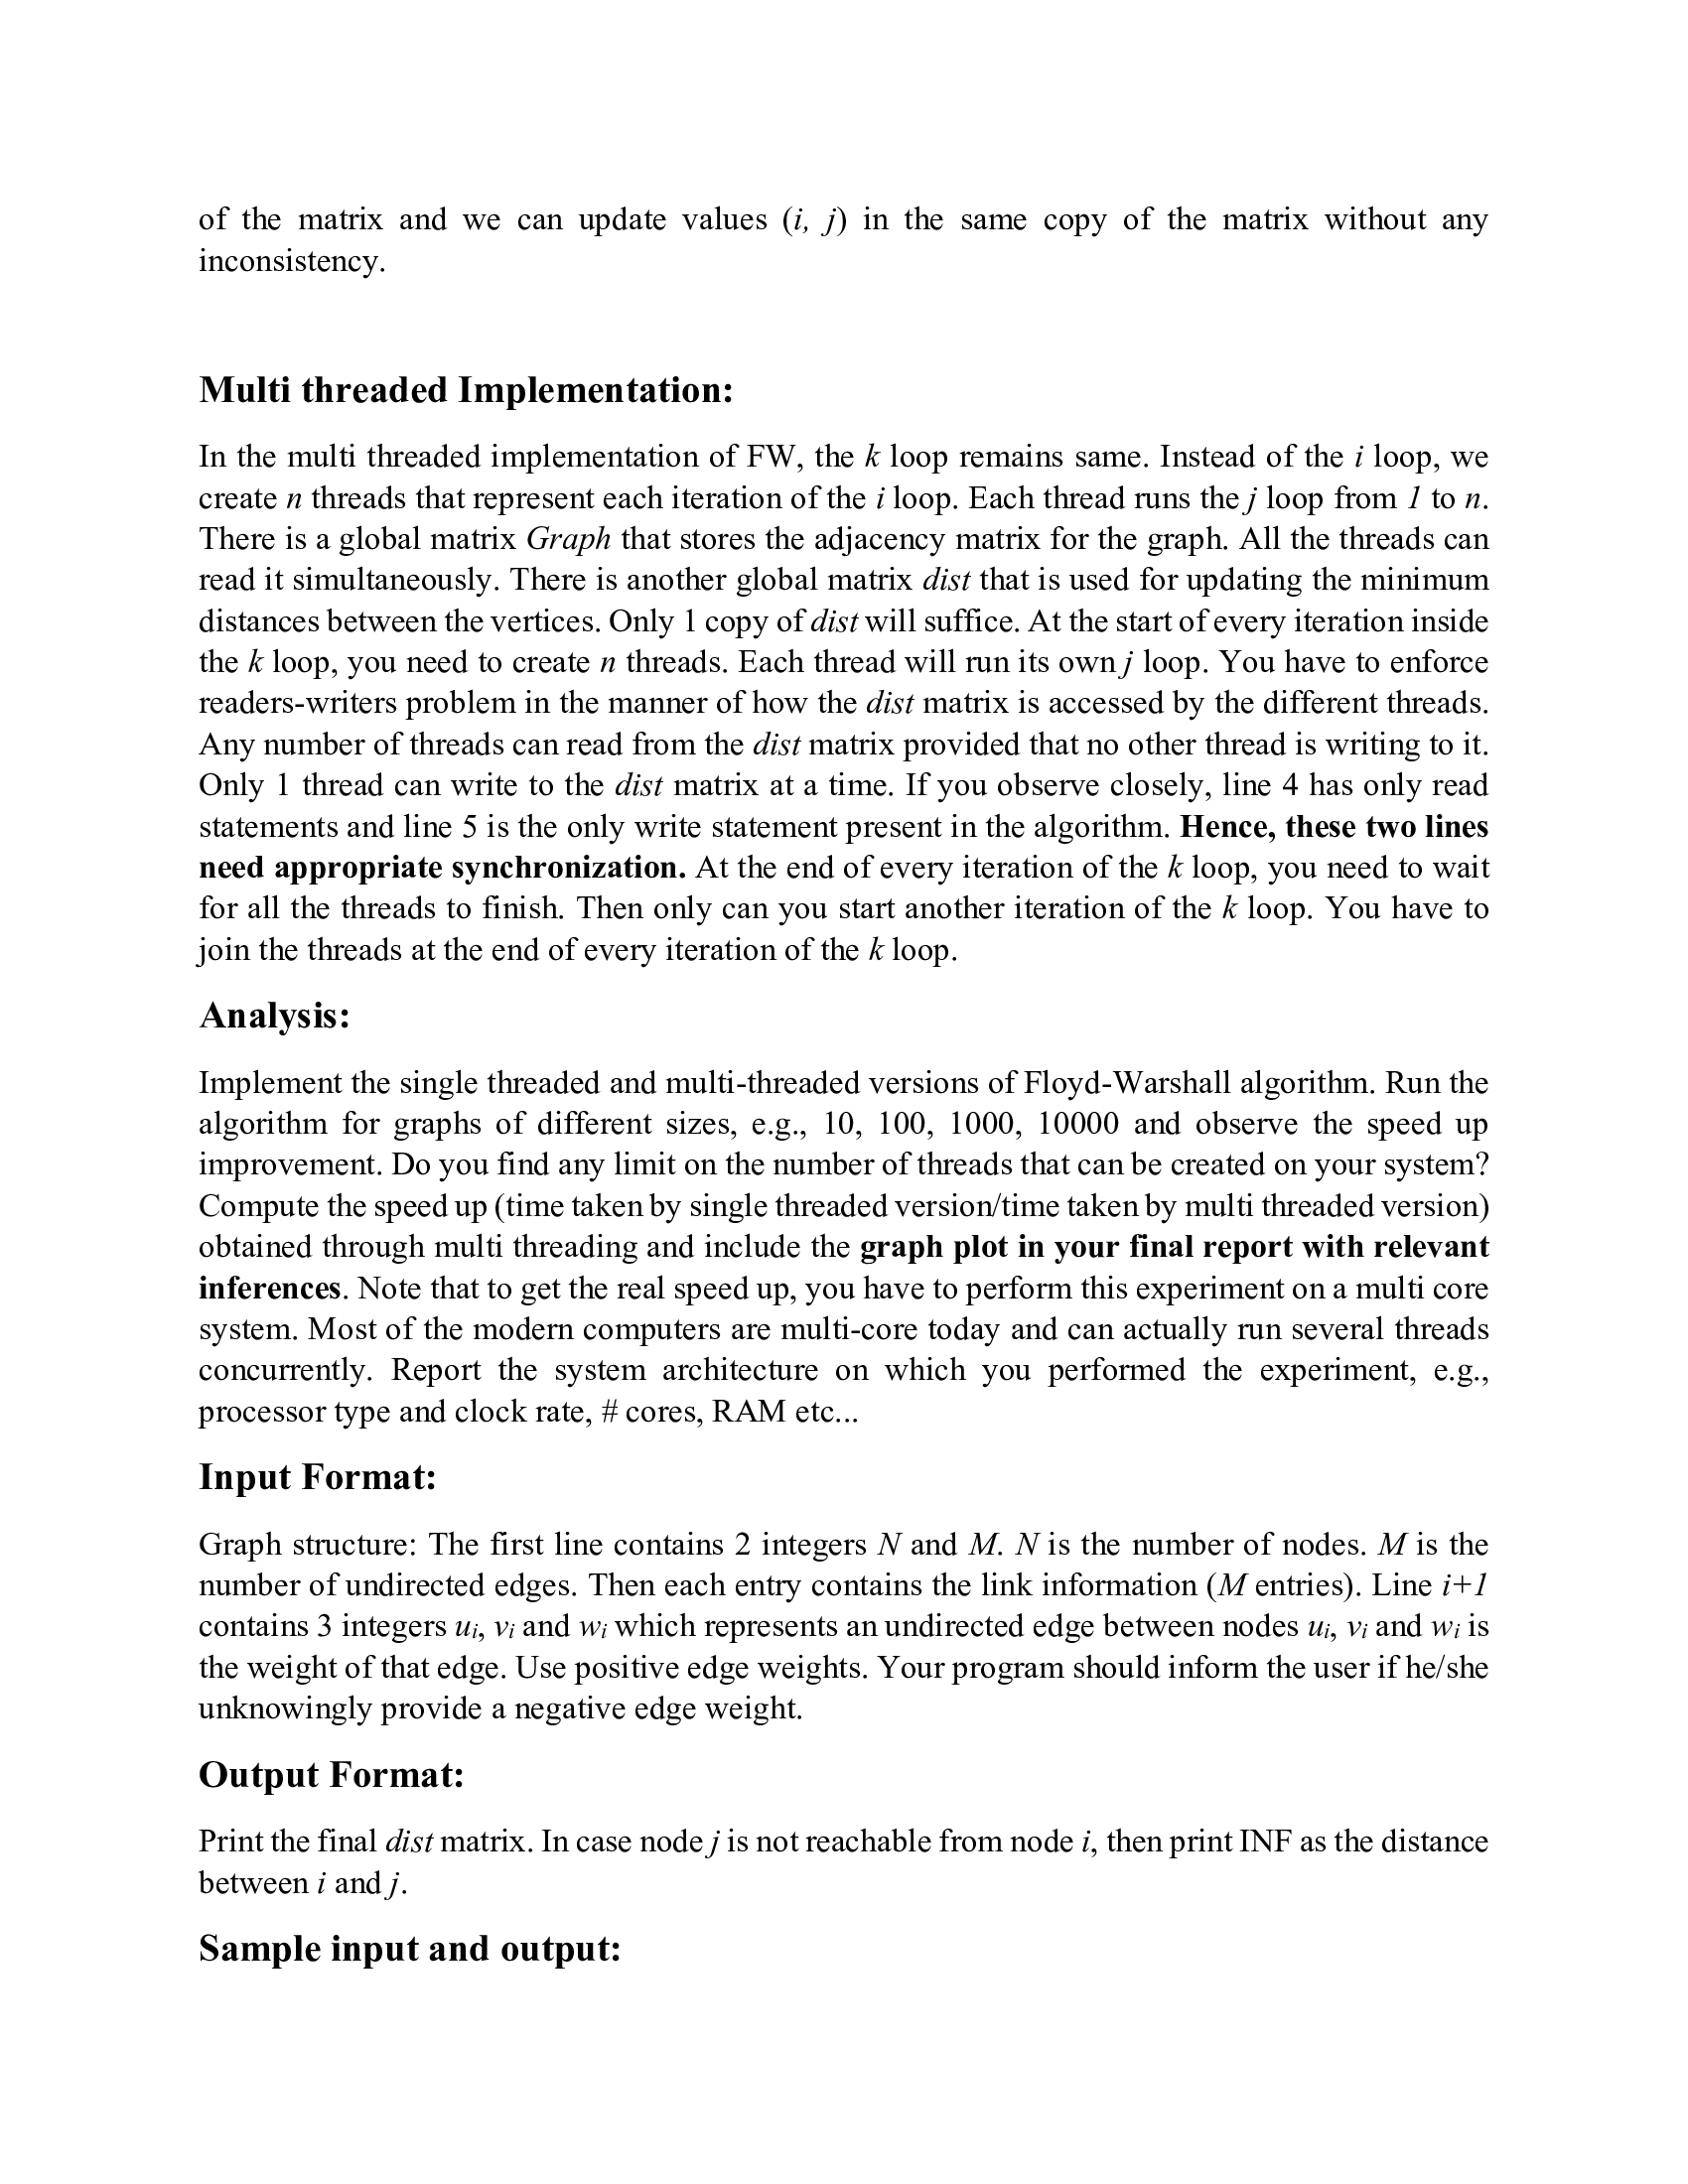 of the matrix and we can update values (i, j) in the same copy of the matrix without any
inconsistency.
Multi threaded Implementation:
In the multi threaded implementation of FW, the k loop remains same. Instead of the i loop, we
create n threads that represent each iteration of the i loop. Each thread runs the j loop from 1 to n.
There is a global matrix Graph that stores the adjacency matrix for the graph. All the threads can
read it simultaneously. There is another global matrix dist that is used for updating the minimum
distances between the vertices. Only 1 copy of dist will suffice. At the start of every iteration inside
the k loop, you need to create n threads. Each thread will run its own j loop. You have to enforce
readers-writers problem in the manner of how the dist matrix is accessed by the different threads.
Any number of threads can read from the dist matrix provided that no other thread is writing to it.
Only 1 thread can write to the dist matrix at a time. If you observe closely, line 4 has only read
statements and line 5 is the only write statement present in the algorithm. Hence, these two lines
need appropriate synchronization. At the end of every iteration of the k loop, you need to wait
for all the threads to finish. Then only can you start another iteration of the k loop. You have to
join the threads at the end of every iteration of the k loop.
Analysis:
Implement the single threaded and multi-threaded versions of Floyd-Warshall algorithm. Run the
algorithm for graphs of different sizes, e.g., 10, 100, 1000, 10000 and observe the speed up
improvement. Do you find any limit on the number of threads that can be created on your system?
Compute the speed up (time taken by single threaded version/time taken by multi threaded version)
obtained through multi threading and include the graph plot in your final report with relevant
inferences. Note that to get the real speed up, you have to perform this experiment on a multi core
system. Most of the modern computers are multi-core today and can actually run several threads
concurrently. Report the system architecture on which you performed the experiment, e.g.,
processor type and clock rate, # cores, RAM etc...
Input Format:
Graph structure: The first line contains 2 integers N and M. N is the number of nodes. M is the
number of undirected edges. Then each entry contains the link information (M entries). Line i+1
contains 3 integers ui, vi and wi which represents an undirected edge between nodes ui, vi and wi is
the weight of that edge. Use positive edge weights. Your program should inform the user if he/she
unknowingly provide a negative edge weight.
Output Format:
Print the final dist matrix. In case node j is not reachable from node i, then print INF as the distance
between i and j.
Sample input and output: